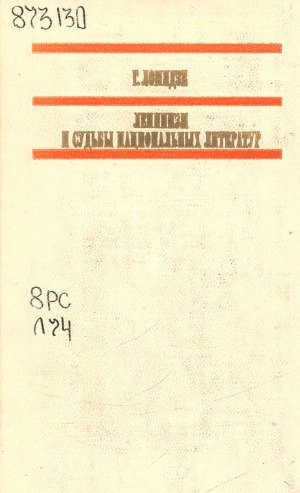 873130
Г. ЛОМИДЗЕ
ЛЕНИНИЗМ
И СУДЬБЫ НАЦИОНАЛЬНЫХ ЛИТЕРАТУР
8РС
Л74